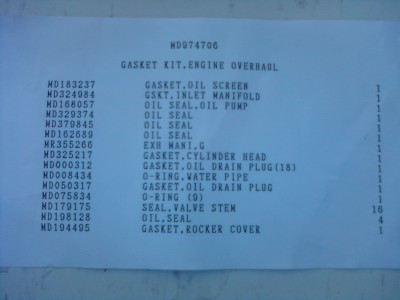 MD974706
GASKET KIT,ENGINE OVERHAUL
MD183237 GASKET,OIL SCREEN 1
MD324984 GSKT,INLET MANIFOLD 1
MD168057 OIL SEAL,OIL PUMP 1
MD329374 OIL SEAL 1
MD379845 OIL SEAL 1
MD162689 OIL SEAL 1
MR355266 EXH MANI,G 1
MD325217 GASKET,CYLINDER HEAD 1
MD000312 GASKET,OIL DRAIN PLUG(18) 1
MD008434 O-RING,WATER PIPE 1
MD050317 GASKET,OIL DRAIN PLUG 1
MD075834 O-RING (9) 1
MD179175 SEAL,VALVE STEM 16
MD198128 OIL,SEAL 4
MD194495 GASKET,ROCKER COVER 1